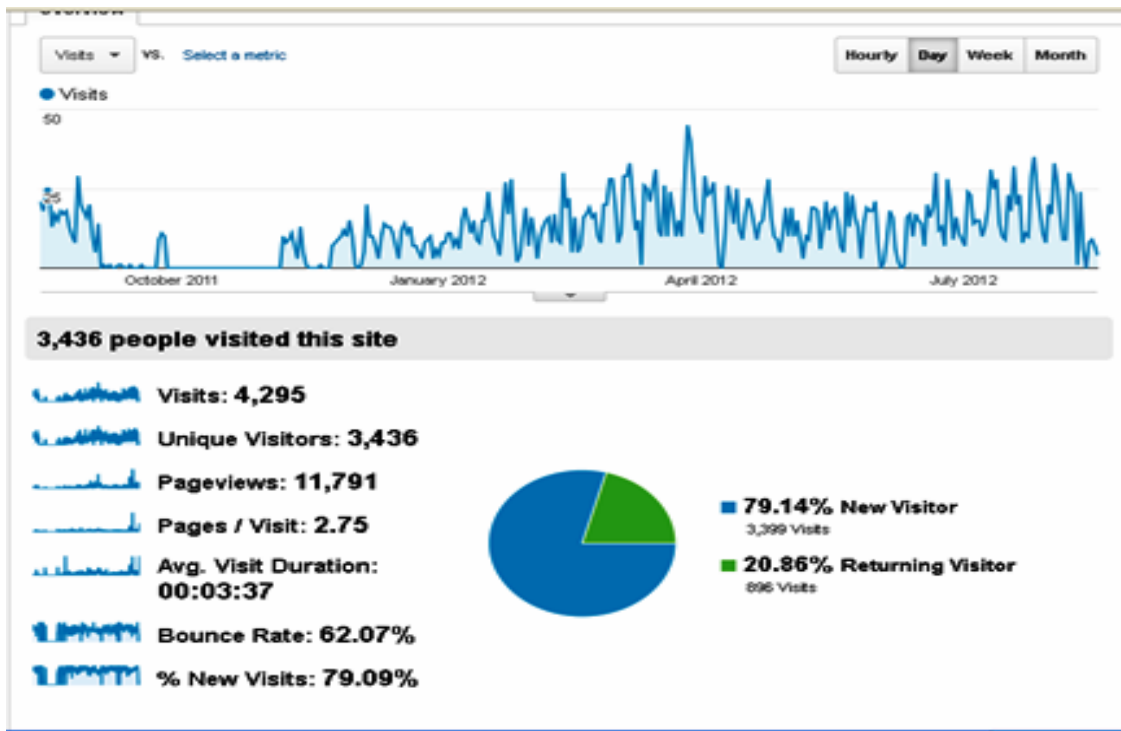 Visits vs. Select a metric Hourly Day Week Month
Visits
50
25
October 2011 January 2012 April 2012 July 2012
3,436 people visited this site
Visits: 4,295
Unique Visitors: 3,436
Pageviews: 11,791
Pages / Visit: 2.75
Avg. Visit Duration:
00:03:37
Bounce Rate: 62.07%
% New Visits: 79.09%
79.14% New Visitor
3,399 Visits
20.86% Returning Visitor
896 Visits